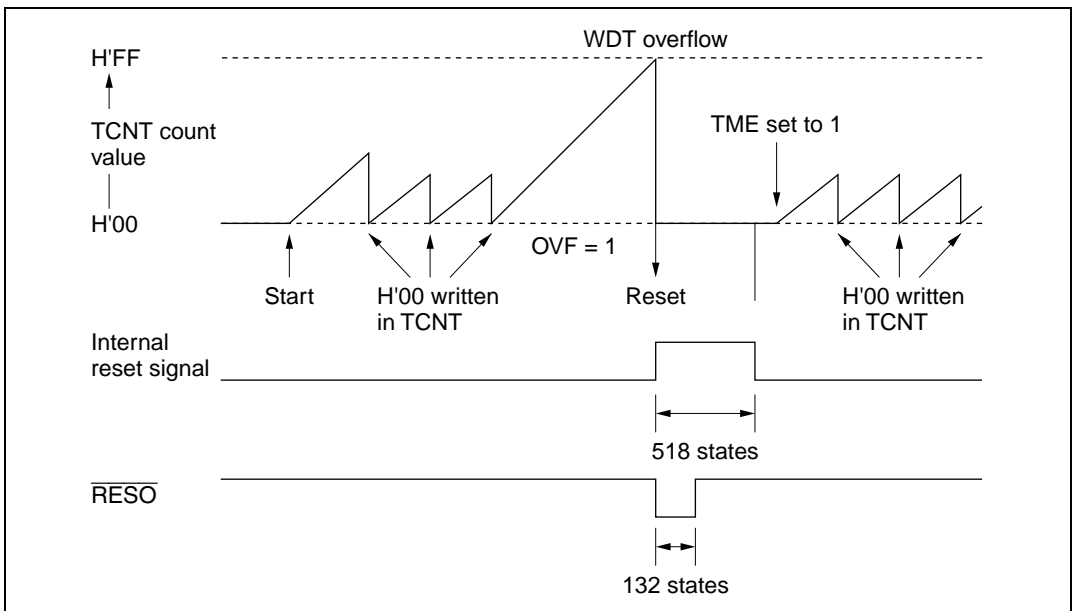 WDT overflow
H'FF
TME set to 1
TCNT count
value
H'00
OVF = 1
Start
H'00 written
in TCNT
Reset
H'00 written
in TCNT
Internal
reset signal
518 states
RESO
132 states